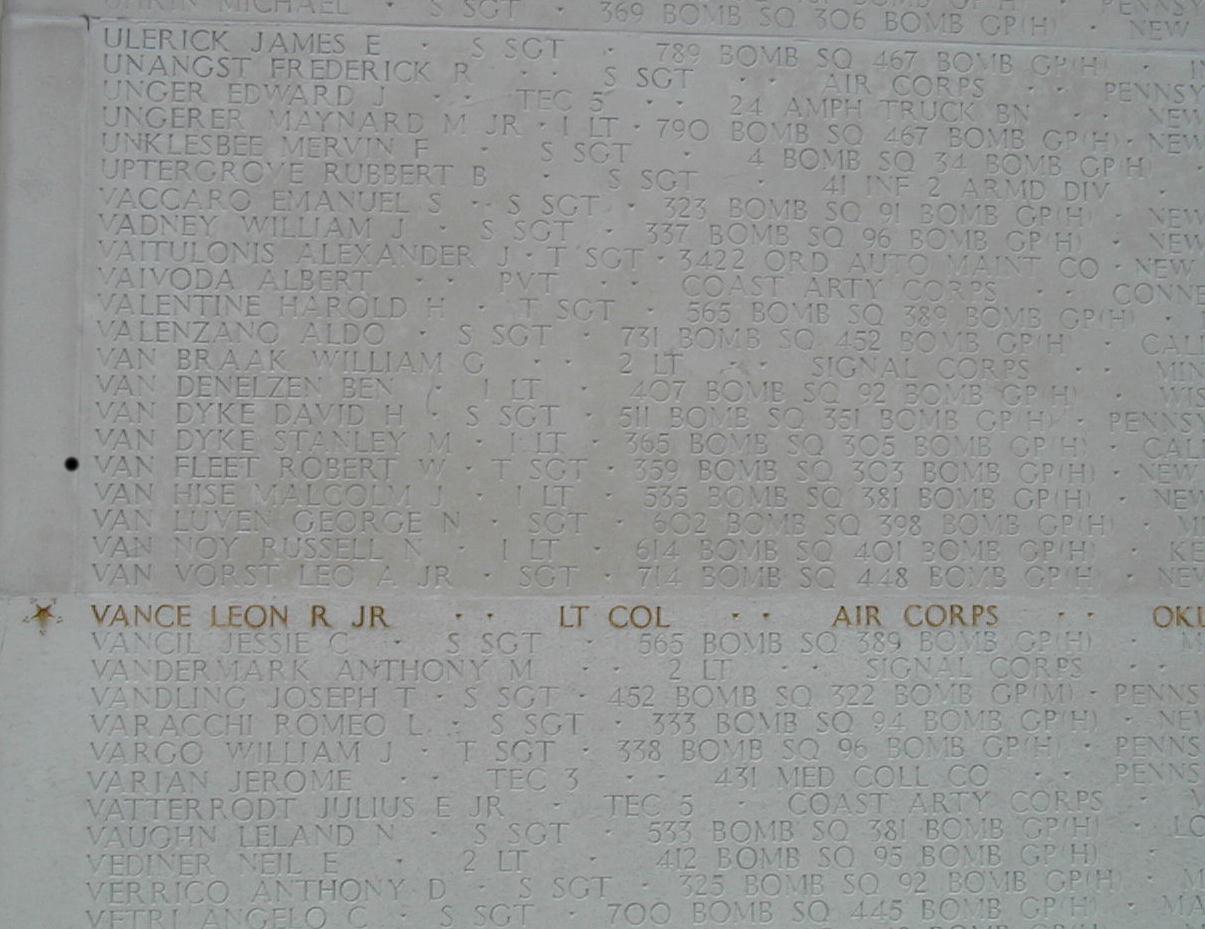 MICHAEL · S SGT · 369 BOMB SQ 306 BOMB GP(H) · NEW
ULERICK JAMES E · S SGT · 789 BOMB SQ 467 BOMB GP(H) ·
UNANGST FREDERICK R · · S SGT · · AIR CORPS · · PENNSY
UNGER EDWARD J · · TEC 5 · · 24 AMPH TRUCK BN · NEW
UNGERER MAYNARD M JR · 1 LT · 790 BOMB SQ 467 BOMB GP(H) · NEW
UNKLESBEE MERVIN F · S SGT · 4 BOMB SQ 34 BOMB GP(H) ·
UPTERGROVE RUBBERT B · S SGT · 41 INF 2 ARMD DIV ·
VACCARO EMANUEL S · S SGT · 323 BOMB SQ 91 BOMB GP(H) · NEW
VADNEY WILLIAM J · S SGT · 337 BOMB SQ 96 BOMB GP(H) · NEW
VAITULONIS ALEXANDER J · T SGT · 3422 ORD AUTO MAINT CO · NEW
VAIVODA ALBERT · · PVT · · COAST ARTY CORPS · · CONNE
VALENTINE HAROLD H · T SGT · 565 BOMB SQ 389 BOMB GP(H) ·
VALENZANO ALDO · S SGT · 731 BOMB SQ 452 BOMB GP(H) · CALI
VAN BRAAK WILLIAM G · · 2 LT · · SIGNAL CORPS · · MIN
VAN DENELZEN BEN · 1 LT · 407 BOMB SQ 92 BOMB GP(H) · WIS
VAN DYKE DAVID H · S SGT · 511 BOMB SQ 351 BOMB GP(H) · PENNSY
VAN DYKE STANLEY M · 1 LT · 365 BOMB SQ 305 BOMB GP(H) · CALI
VAN FLEET ROBERT W · T SGT · 359 BOMB SQ 303 BOMB GP(H) · NEW
VAN HISE MALCOLM J · 1 LT · 535 BOMB SQ 381 BOMB GP(H) · NEW
VAN LUVEN GEORGE N · SGT · 602 BOMB SQ 398 BOMB GP(H) · MI
VAN NOY RUSSELL N · 1 LT · 614 BOMB SQ 401 BOMB GP(H) · KE
VAN VORST LEO A JR · SGT · 714 BOMB SQ 448 BOMB GP(H) · NEV
VANCE LEON R JR · · LT COL · · AIR CORPS · · OKL
VANCIL JESSIE C · S SGT · 565 BOMB SQ 389 BOMB GP(H) · M
VANDERMARK ANTHONY M · · 2 LT · · SIGNAL CORPS · ·
VANDLING JOSEPH T · S SGT · 452 BOMB SQ 322 BOMB GP(M) · PENNS
VARACCHI ROMEO L · S SGT · 333 BOMB SQ 94 BOMB GP(H) · NEW
VARGO WILLIAM J · T SGT · 338 BOMB SQ 96 BOMB GP(H) · PENNS
VARIAN JEROME · · TEC 3 · · 431 MED COLL CO · · PENNS
VATTERRODT JULIUS E JR · TEC 5 · COAST ARTY CORPS · M
VAUGHN LELAND N · S SGT · 533 BOMB SQ 381 BOMB GP(H) · LO
VEDINER NEIL E · 2 LT · 412 BOMB SQ 95 BOMB GP(H) ·
VERRICO ANTHONY D · S SGT · 325 BOMB SQ 92 BOMB GP(H) · M
VETRI ANGELO C · S SGT · 700 BOMB SQ 445 BOMB GP(H) · MA